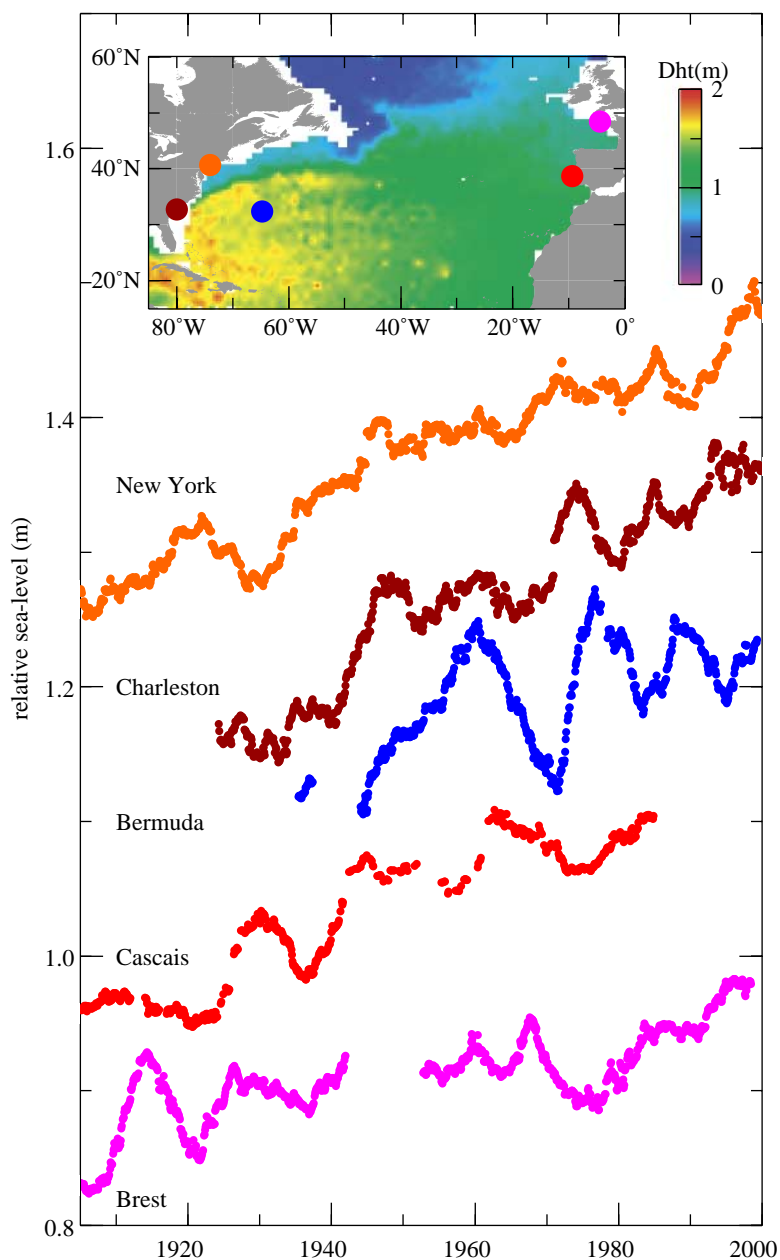 60˚N
40˚N
20˚N
80˚W
60˚W
40˚W
20˚W
0˚
Dht(m)
2
1
0
1.6
1.4
1.2
1.0
0.8
relative sea-level (m)
New York
Charleston
Bermuda
Cascais
Brest
1920
1940
1960
1980
2000